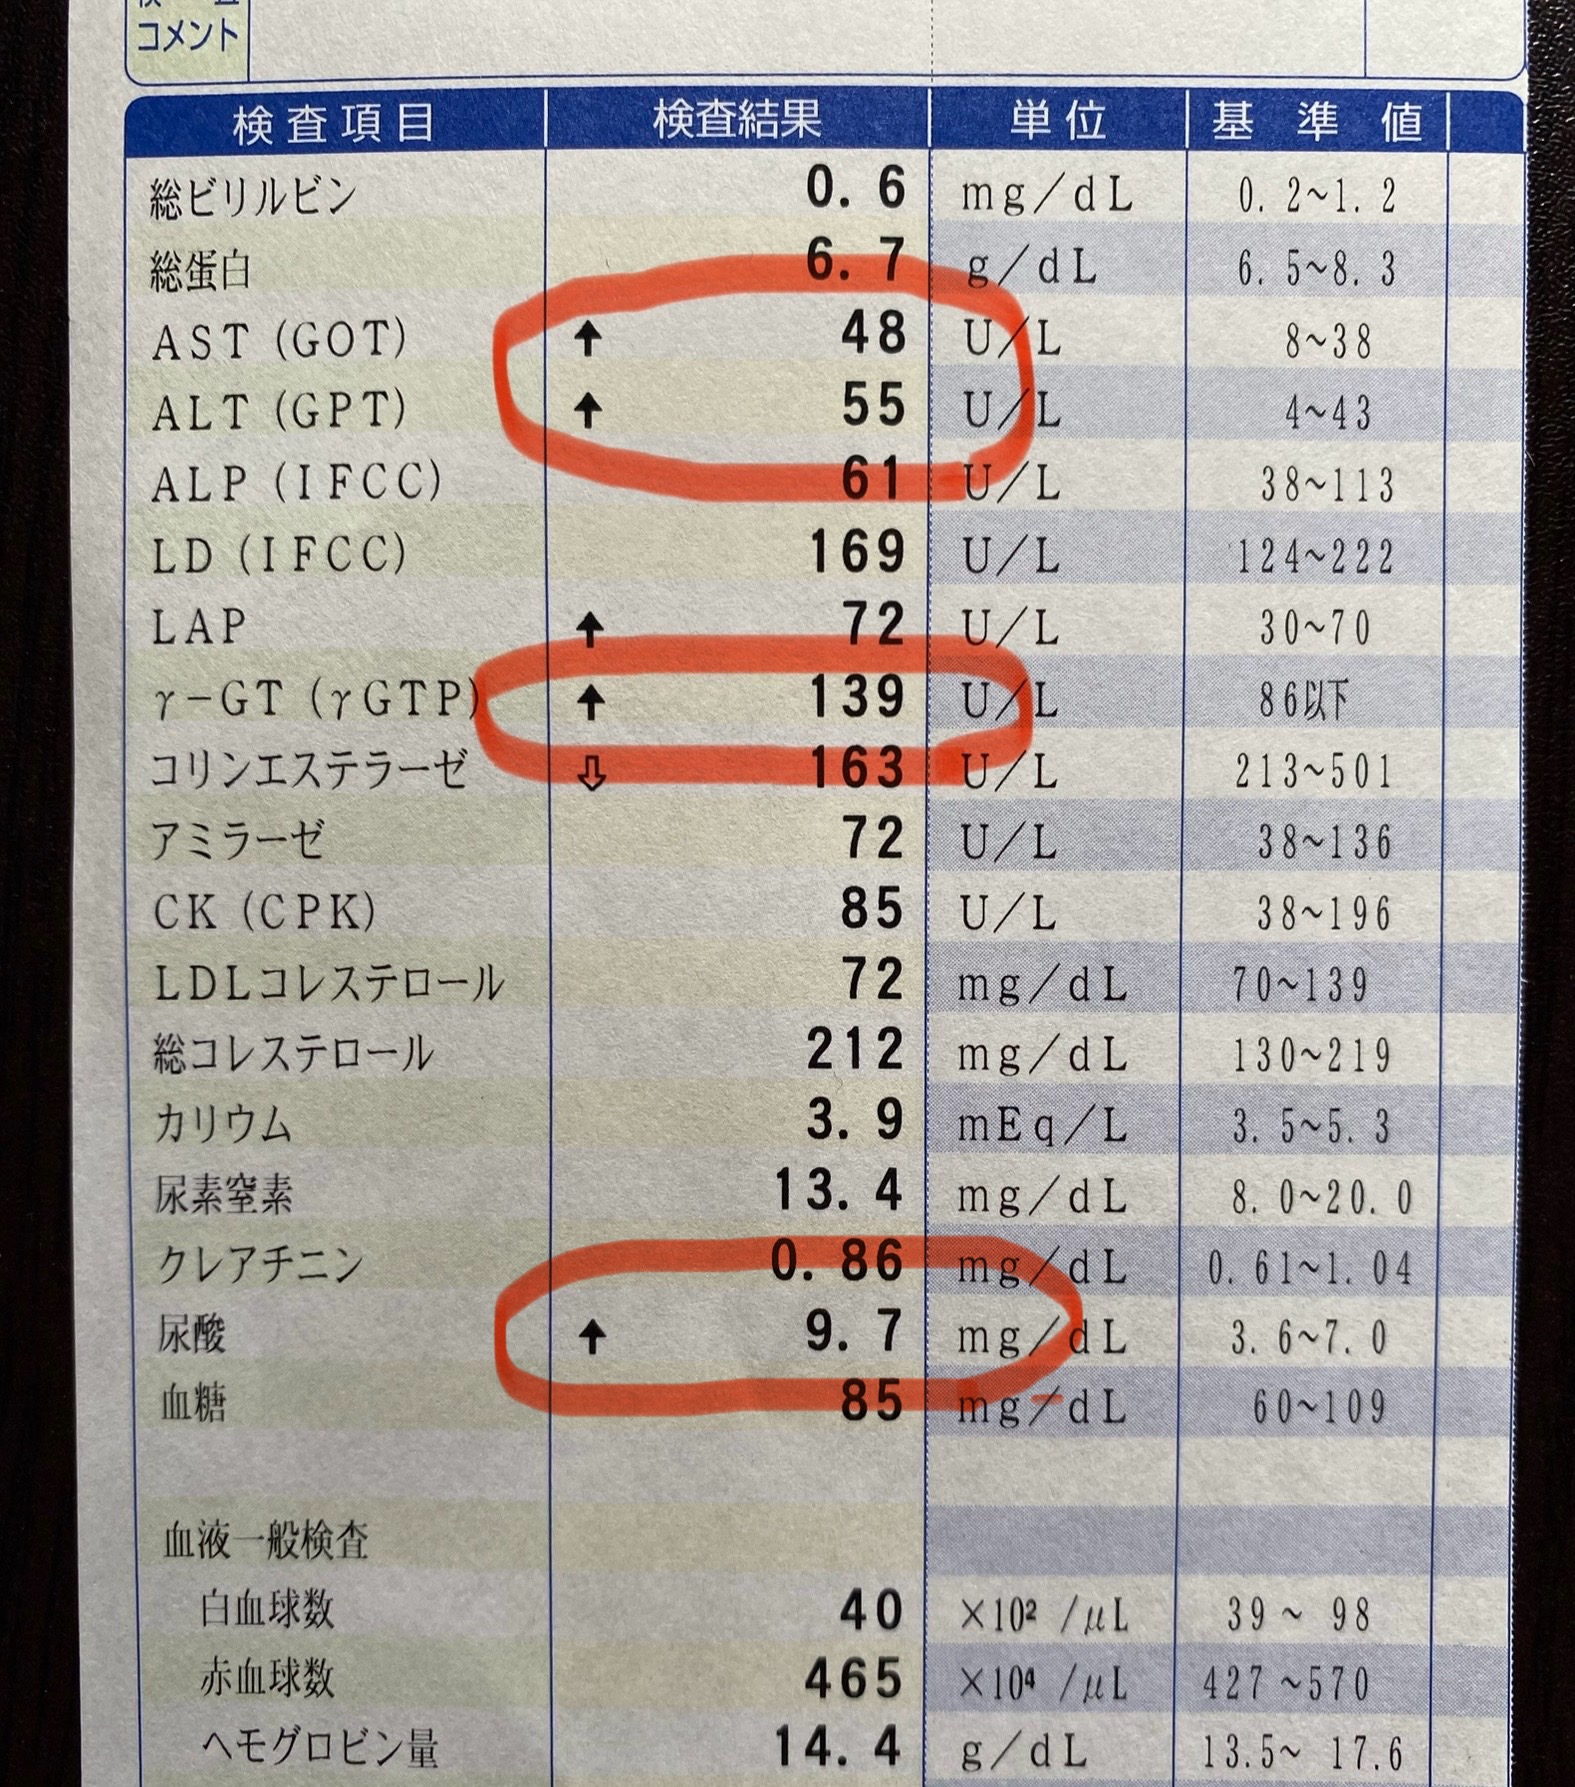 コメント
検査項目 検査結果 単位 基準値
総ビリルビン 0.6 mg/dL 0.2~1.2
総蛋白 6.7 g/dL 6.5~8.3
AST(GOT) ↑ 48 U/L 8~38
ALT(GPT) ↑ 55 U/L 4~43
ALP(IFCC) 61 U/L 38~113
LD(IFCC) 169 U/L 124~222
LAP ↑ 72 U/L 30~70
γ-GT(γGTP) ↑ 139 U/L 86以下
コリンエステラーゼ ⇩ 163 U/L 213~501
アミラーゼ 72 U/L 38~136
CK(CPK) 85 U/L 38~196
LDLコレステロール 72 mg/dL 70~139
総コレステロール 212 mg/dL 130~219
カリウム 3.9 mEq/L 3.5~5.3
尿素窒素 13.4 mg/dL 8.0~20.0
クレアチニン 0.86 mg/dL 0.61~1.04
尿酸 ↑ 9.7 mg/dL 3.6~7.0
血糖 85 mg/dL 60~109
血液一般検査
白血球数 40 ×10² /μL 39~98
赤血球数 465 ×10⁴ /μL 427~570
ヘモグロビン量 14.4 g/dL 13.5~17.6